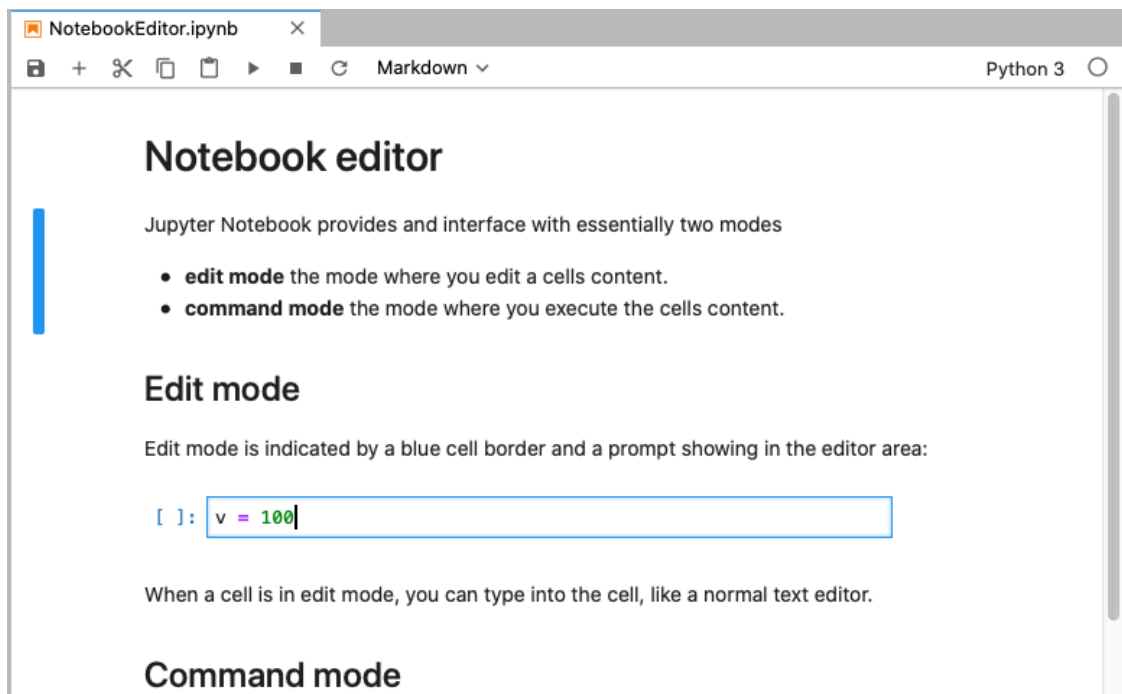 NotebookEditor.ipynb
Markdown
Python 3
Notebook editor
Jupyter Notebook provides and interface with essentially two modes
• edit mode the mode where you edit a cells content.
• command mode the mode where you execute the cells content.
Edit mode
Edit mode is indicated by a blue cell border and a prompt showing in the editor area:
[ ]: v = 100
When a cell is in edit mode, you can type into the cell, like a normal text editor.
Command mode